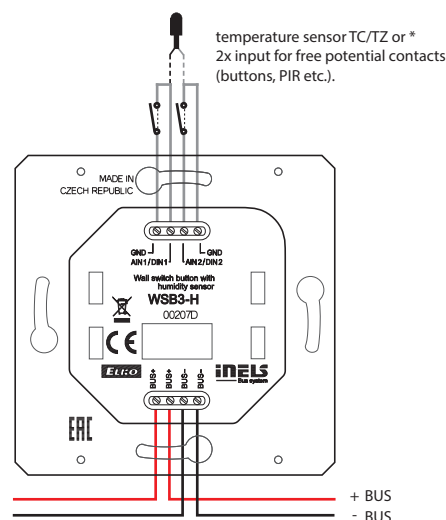 temperature sensor TC/TZ or *
2x input for free potential contacts
(buttons, PIR etc.).
MADE IN
CZECH REPUBLIC
GND GND
AIN1/DIN1 AIN2/DIN2
Wall switch button with
humidity sensor
WSB3-H
00207D
CE
ELKO iNELS
Bus system
BUS+ BUS+ BUS- BUS-
EAC
+ BUS
- BUS